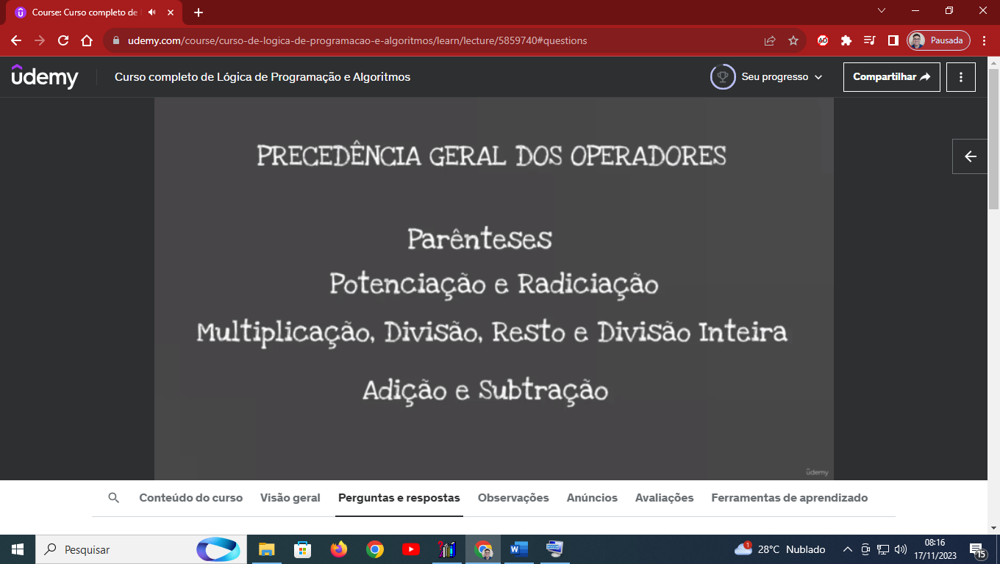 Course: Curso completo de
udemy.com/course/curso-de-logica-de-programacao-e-algoritmos/learn/lecture/5859740#questions
Pausada
ûdemy
Curso completo de Lógica de Programação e Algoritmos
Seu progresso
Compartilhar
PRECEDÊNCIA GERAL DOS OPERADORES
Parênteses
Potenciação e Radiciação
Multiplicação, Divisão, Resto e Divisão Inteira
Adição e Subtração
ûdemy
Conteúdo do curso
Visão geral
Perguntas e respostas
Observações
Anúncios
Avaliações
Ferramentas de aprendizado
Pesquisar
1
28°C Nublado
08:16
17/11/2023
15